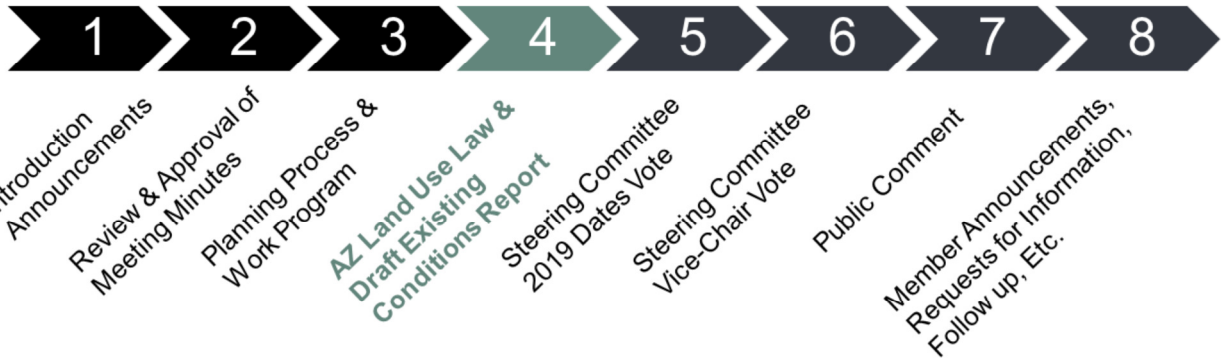 1 2 3 4 5 6 7 8
ntroduction
Announcements
Review & Approval of
Meeting Minutes
Planning Process &
Work Program
AZ Land Use Law &
Draft Existing
Conditions Report
Steering Committee
2019 Dates Vote
Steering Committee
Vice-Chair Vote
Public Comment
Member Announcements,
Requests for Information,
Follow up, Etc.